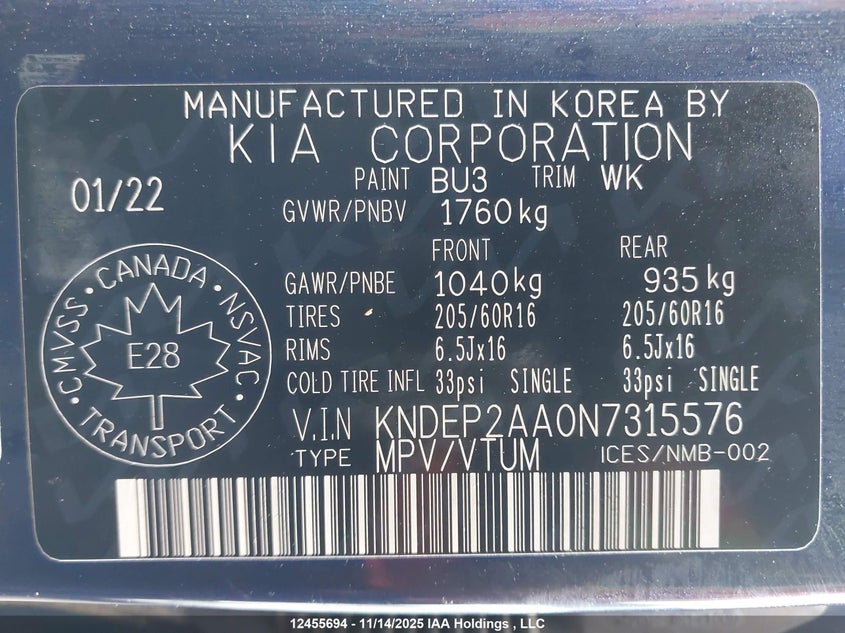 MANUFACTURED IN KOREA BY
KIA CORPORATION
01/22
PAINT BU3 TRIM WK
GVWR/PNBV 1760kg
FRONT REAR
GAWR/PNBE 1040kg 935kg
TIRES 205/60R16 205/60R16
RIMS 6.5Jx16 6.5Jx16
COLD TIRE INFL 33psi SINGLE 33psi SINGLE
CMVSS • CANADA • NSVAC • TRANSPORT •
E28
V.I.N KNDEP2AA0N7315576
TYPE MPV/VTUM ICES/NMB-002
12455694 - 11/14/2025 IAA Holdings , LLC